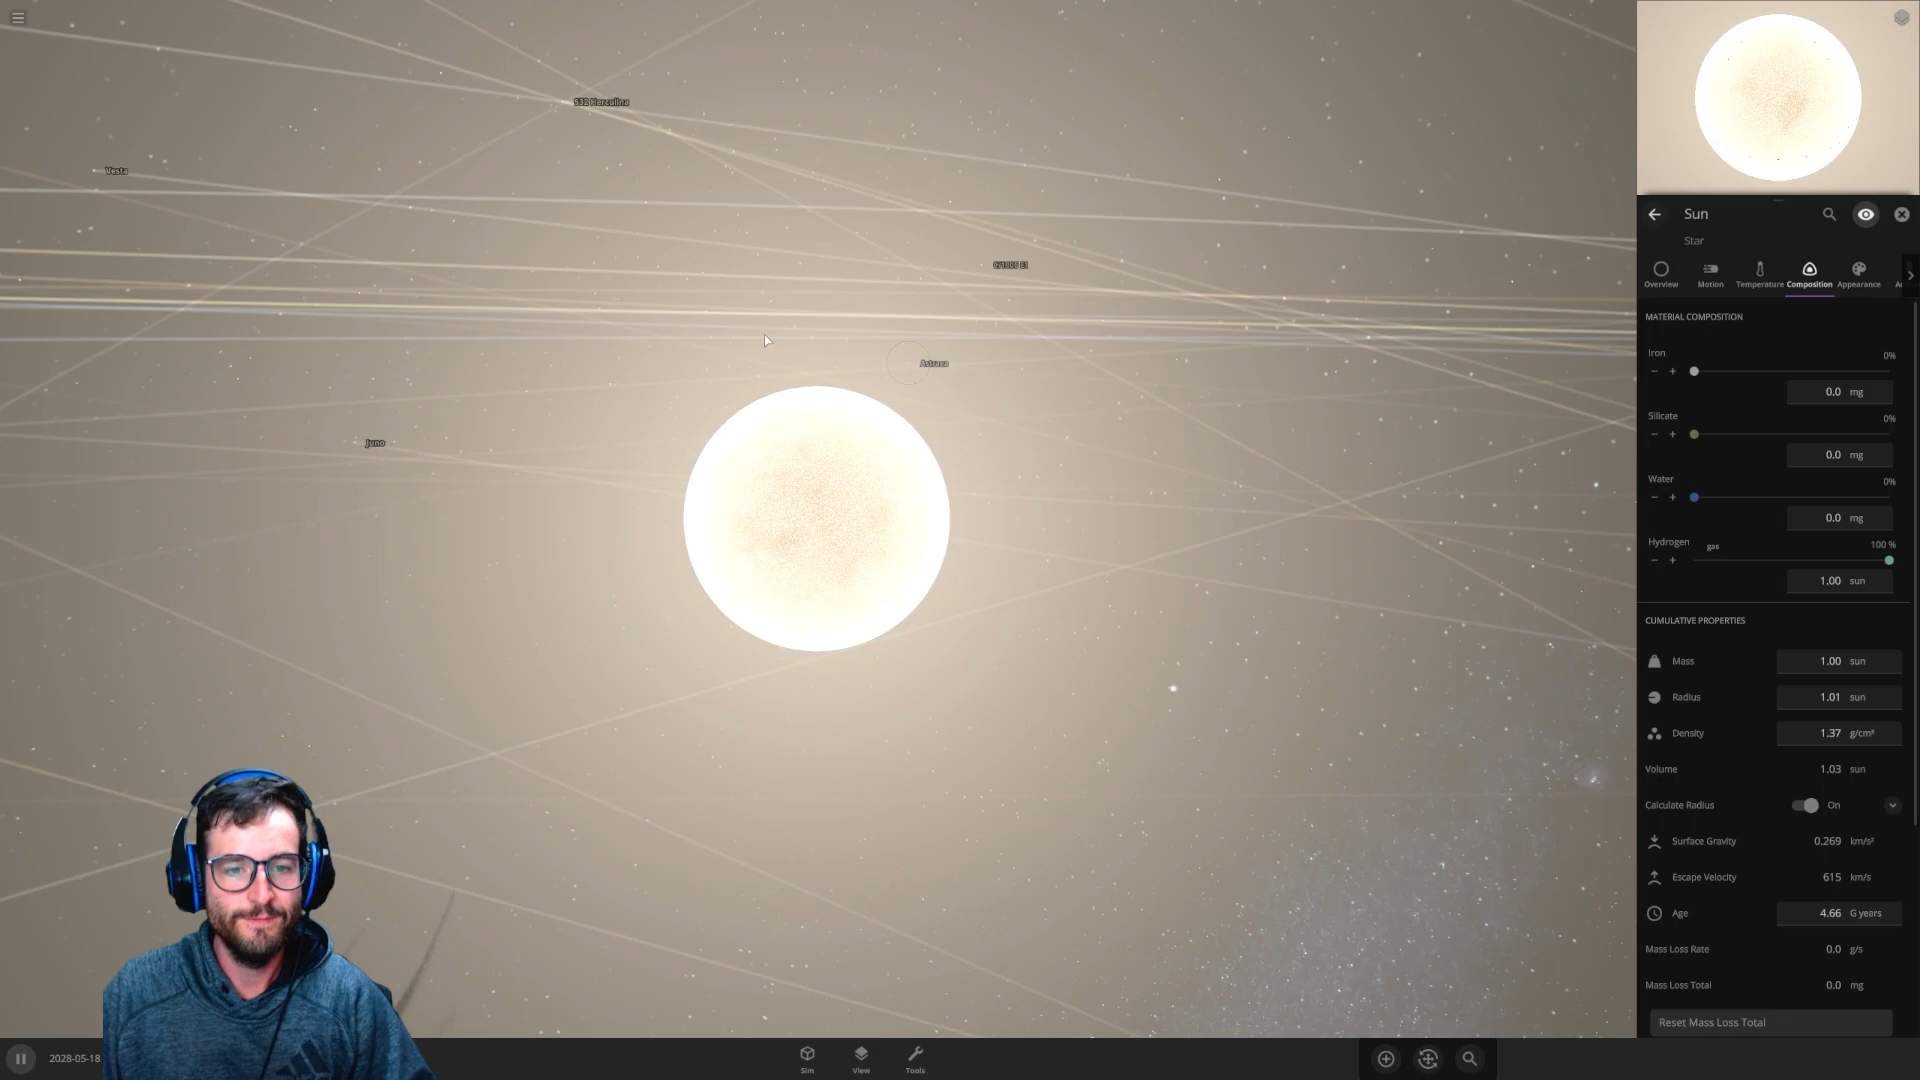 532 Herculina
Vesta
C/1995 E1
Astraea
Juno
Sun
Star
Overview
Motion
Temperature
Composition
Appearance
MATERIAL COMPOSITION
Iron
0%
0.0 mg
Silicate
0%
0.0 mg
Water
0%
0.0 mg
Hydrogen gas
100 %
1.00 sun
CUMULATIVE PROPERTIES
Mass 1.00 sun
Radius 1.01 sun
Density 1.37 g/cm³
Volume 1.03 sun
Calculate Radius On
Surface Gravity 0.269 km/s²
Escape Velocity 615 km/s
Age 4.66 G years
Mass Loss Rate 0.0 g/s
Mass Loss Total 0.0 mg
Reset Mass Loss Total
2028-05-18
Sim
View
Tools